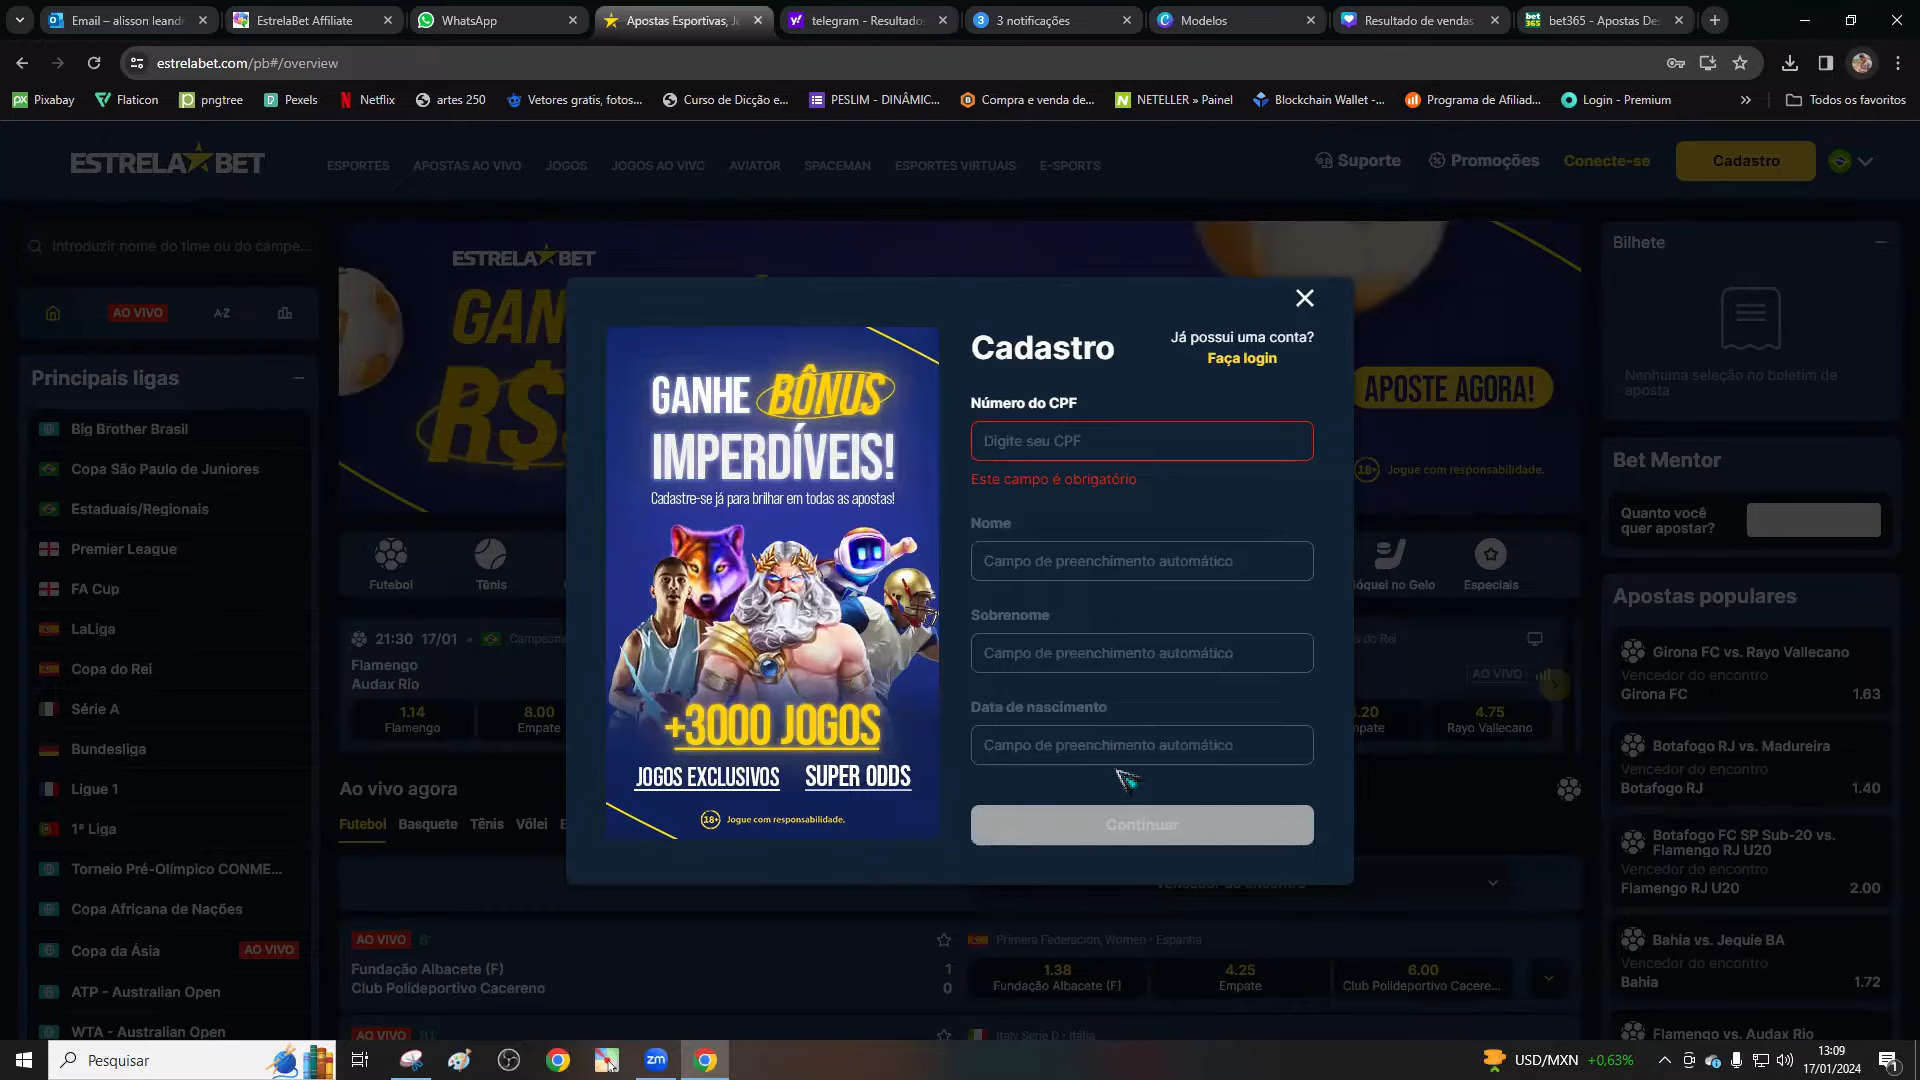 Email – alisson leandr
EstrelaBet Affiliate
WhatsApp
Apostas Esportivas, J
telegram - Resultado
3 notificações
Modelos
Resultado de vendas
bet365 - Apostas De
estrelabet.com/pb#/overview
Pixabay
Flaticon
pngtree
Pexels
Netflix
artes 250
Vetores gratis, fotos...
Curso de Dicção e...
PESLIM - DINÂMIC...
Compra e venda de...
NETELLER » Painel
Blockchain Wallet -...
Programa de Afiliad...
Login - Premium
Todos os favoritos
ESTRELA BET
ESPORTES
APOSTAS AO VIVO
JOGOS
JOGOS AO VIVO
AVIATOR
SPACEMAN
ESPORTES VIRTUAIS
E-SPORTS
Suporte
Promoções
Conecte-se
Cadastro
Introduzir nome do time ou do campe...
AO VIVO
A-Z
Principais ligas
Big Brother Brasil
Copa São Paulo de Juniores
Estaduais/Regionais
Premier League
FA Cup
LaLiga
Copa do Rei
Série A
Bundesliga
Ligue 1
1ª Liga
Torneio Pré-Olímpico CONME...
Copa Africana de Nações
Copa da Ásia
AO VIVO
ATP - Australian Open
WTA - Australian Open
ESTRELA BET
GAN
R$
APOSTE AGORA!
18+ Jogue com responsabilidade.
Futebol
Tênis
Hóquei no Gelo
Especiais
21:30 17/01
Campeona
Flamengo
Audax Rio
1.14
Flamengo
8.00
Empate
AO VIVO
4.75
Rayo Vallecano
Ao vivo agora
Futebol
Basquete
Tênis
Vôlei
GANHE BÔNUS
IMPERDÍVEIS!
Cadastre-se já para brilhar em todas as apostas!
+3000 JOGOS
JOGOS EXCLUSIVOS
SUPER ODDS
18+ Jogue com responsabilidade.
Cadastro
Já possui uma conta?
Faça login
Número do CPF
Digite seu CPF
Este campo é obrigatório
Nome
Campo de preenchimento automático
Sobrenome
Campo de preenchimento automático
Data de nascimento
Campo de preenchimento automático
Continuar
Vencedor do encontro
AO VIVO
6'
Fundação Albacete (F)
1
Club Polideportivo Cacereno
0
Primera Federacion, Women • Espanha
1.38
Fundação Albacete (F)
4.25
Empate
6.00
Club Polideportivo Cacere...
AO VIVO
81'
Italy Serie D • Itália
Bilhete
Nenhuma seleção no boletim de
aposta
Bet Mentor
Quanto você
quer apostar?
Apostas populares
Girona FC vs. Rayo Vallecano
Vencedor do encontro
Girona FC
1.63
Botafogo RJ vs. Madureira
Vencedor do encontro
Botafogo RJ
1.40
Botafogo FC SP Sub-20 vs.
Flamengo RJ U20
Vencedor do encontro
Flamengo RJ U20
2.00
Bahia vs. Jequie BA
Vencedor do encontro
Bahia
1.72
Flamengo vs. Audax Rio
Pesquisar
zm
USD/MXN +0,63%
13:09
17/01/2024
1